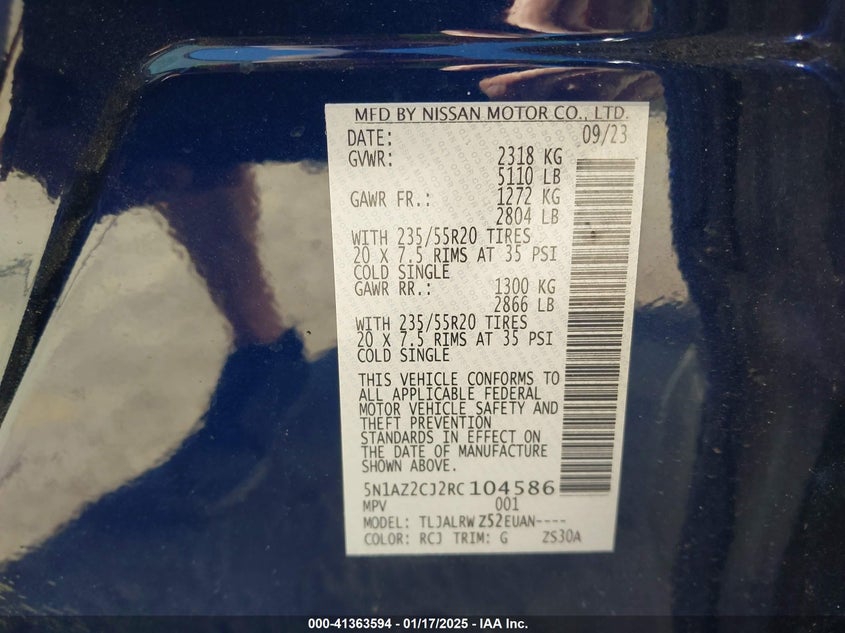 MFD BY NISSAN MOTOR CO., LTD.
DATE: 09/23
GVWR: 2318 KG
5110 LB
GAWR FR.: 1272 KG
2804 LB
WITH 235/55R20 TIRES
20 X 7.5 RIMS AT 35 PSI
COLD SINGLE
GAWR RR.: 1300 KG
2866 LB
WITH 235/55R20 TIRES
20 X 7.5 RIMS AT 35 PSI
COLD SINGLE
THIS VEHICLE CONFORMS TO
ALL APPLICABLE FEDERAL
MOTOR VEHICLE SAFETY AND
THEFT PREVENTION
STANDARDS IN EFFECT ON
THE DATE OF MANUFACTURE
SHOWN ABOVE.
5N1AZ2CJ2RC104586
MPV 001
MODEL: TLJALRWZ52EUAN----
COLOR: RCJ TRIM: G ZS30A
000-41363594 - 01/17/2025 - IAA Inc.